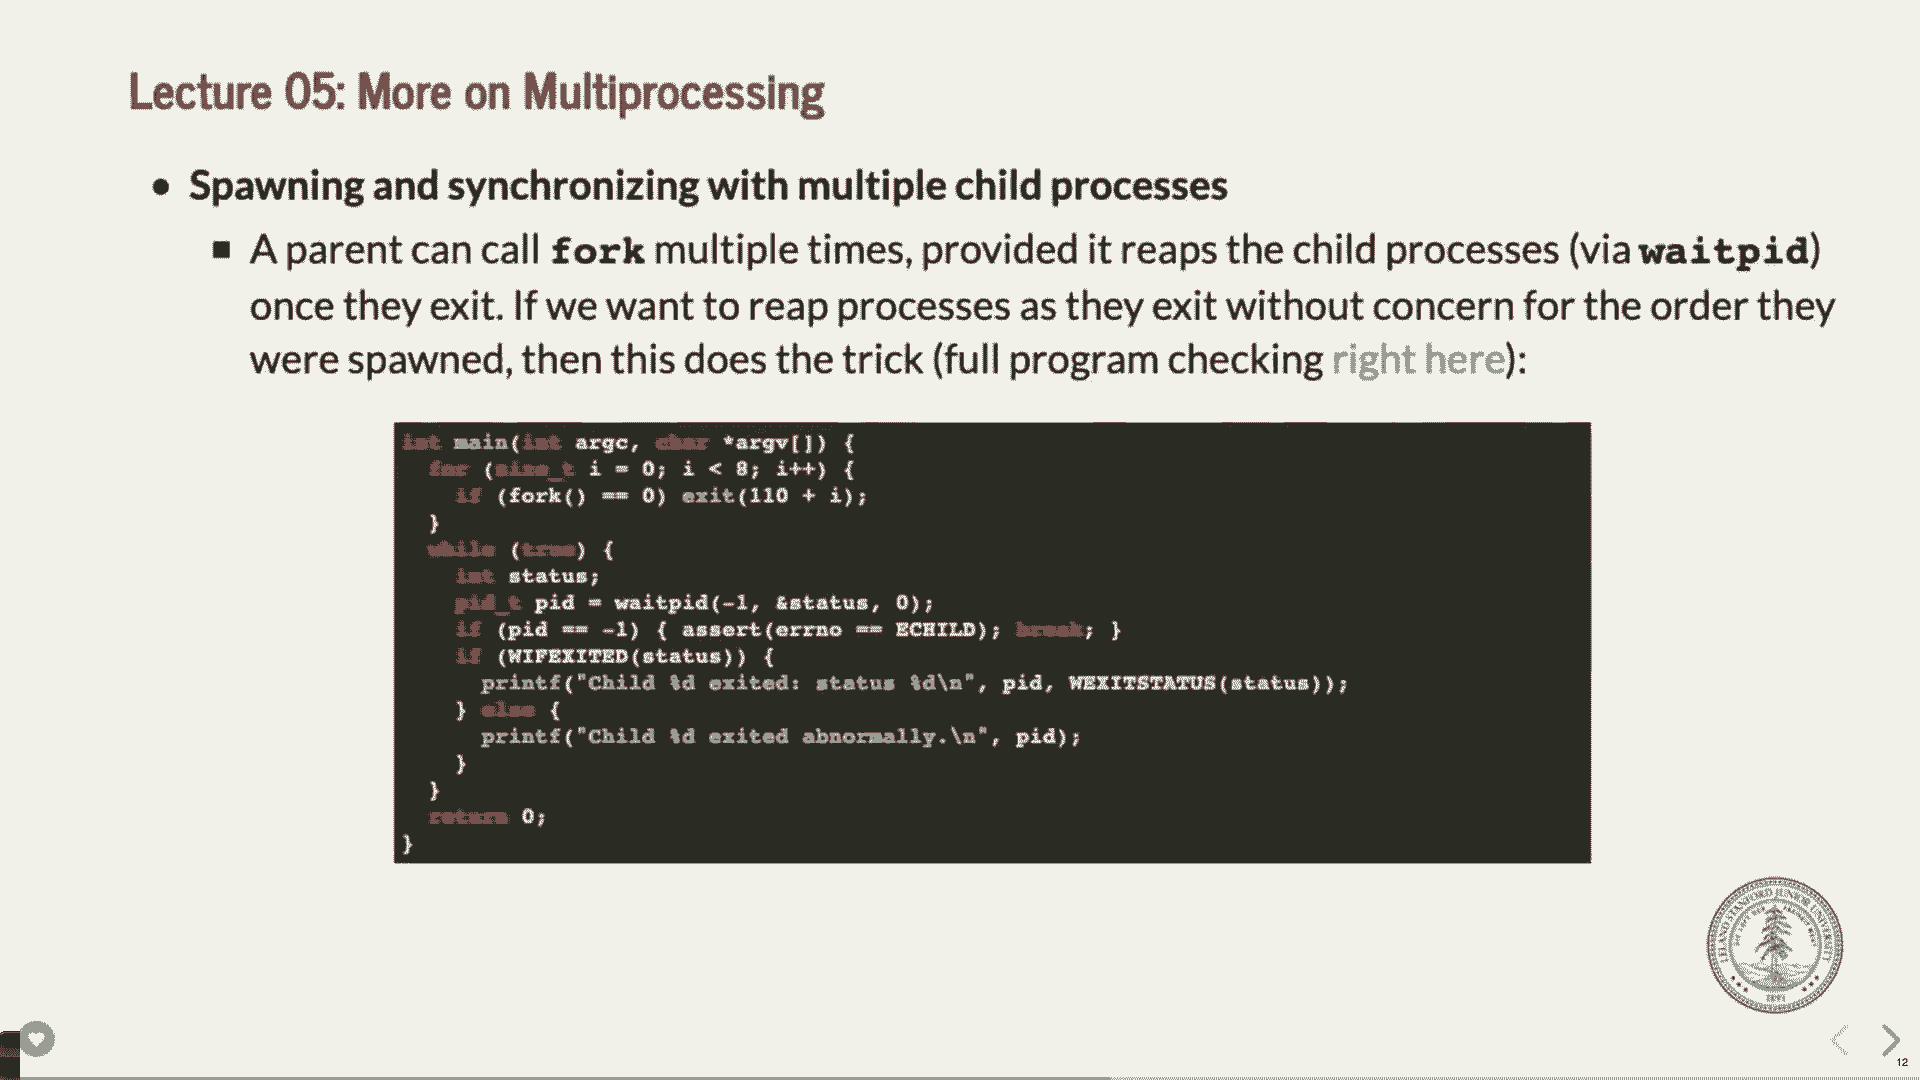 Lecture 05: More on Multiprocessing
• Spawning and synchronizing with multiple child processes
▪ A parent can call fork multiple times, provided it reaps the child processes (via waitpid)
once they exit. If we want to reap processes as they exit without concern for the order they
were spawned, then this does the trick (full program checking right here):
int main(int argc, char *argv[]) {
  for (size_t i = 0; i < 8; i++) {
    if (fork() == 0) exit(110 + i);
  }
  while (true) {
    int status;
    pid_t pid = waitpid(-1, &status, 0);
    if (pid == -1) { assert(errno == ECHILD); break; }
    if (WIFEXITED(status)) {
      printf("Child %d exited: status %d\n", pid, WEXITSTATUS(status));
    } else {
      printf("Child %d exited abnormally.\n", pid);
    }
  }
  return 0;
}
LELAND STANFORD JUNIOR UNIVERSITY
1891
12